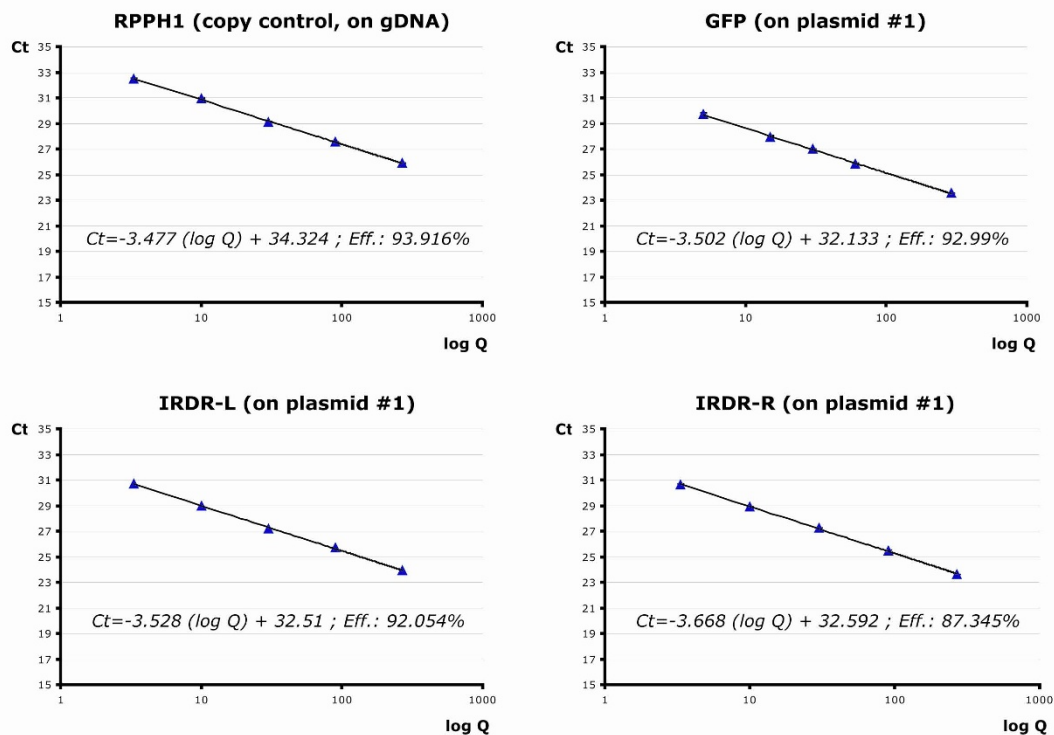 RPPH1 (copy control, on gDNA)
Ct
35
33
31
29
27
25
23
21
19
17
15
Ct=-3.477 (log Q) + 34.324 ; Eff.: 93.916%
1 10 100 1000
log Q
GFP (on plasmid #1)
Ct
35
33
31
29
27
25
23
21
19
17
15
Ct=-3.502 (log Q) + 32.133 ; Eff.: 92.99%
1 10 100 1000
log Q
IRDR-L (on plasmid #1)
Ct
35
33
31
29
27
25
23
21
19
17
15
Ct=-3.528 (log Q) + 32.51 ; Eff.: 92.054%
1 10 100 1000
log Q
IRDR-R (on plasmid #1)
Ct
35
33
31
29
27
25
23
21
19
17
15
Ct=-3.668 (log Q) + 32.592 ; Eff.: 87.345%
1 10 100 1000
log Q